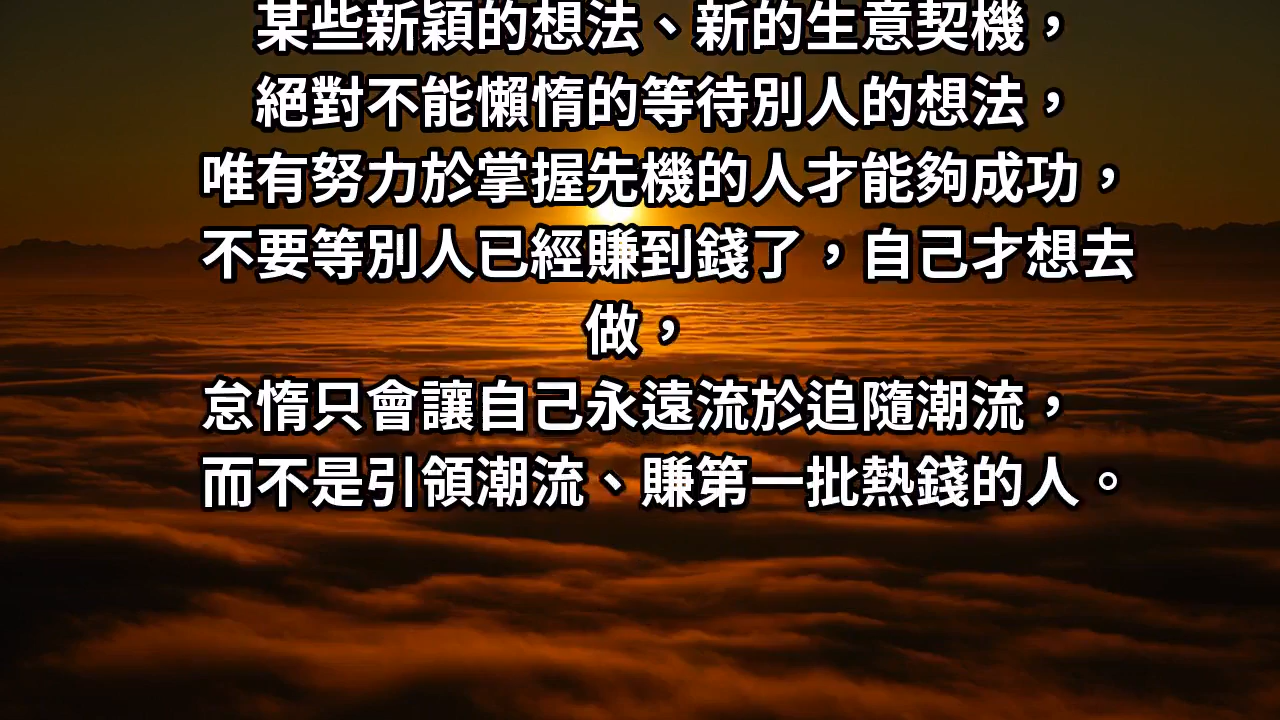 某些新穎的想法、新的生意契機，
絕對不能懶惰的等待別人的想法，
唯有努力於掌握先機的人才能夠成功，
不要等別人已經賺到錢了，自己才想去
做，
怠惰只會讓自己永遠流於追隨潮流，
而不是引領潮流、賺第一批熱錢的人。